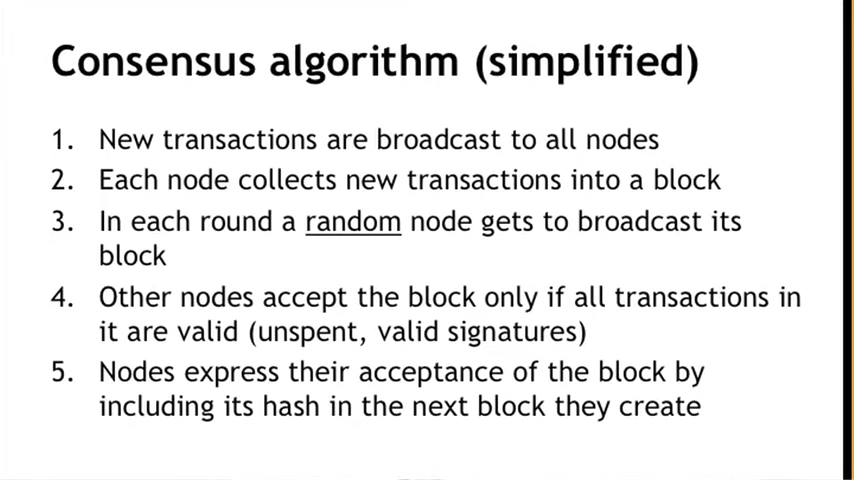 Consensus algorithm (simplified)
1. New transactions are broadcast to all nodes
2. Each node collects new transactions into a block
3. In each round a random node gets to broadcast its
block
4. Other nodes accept the block only if all transactions in
it are valid (unspent, valid signatures)
5. Nodes express their acceptance of the block by
including its hash in the next block they create